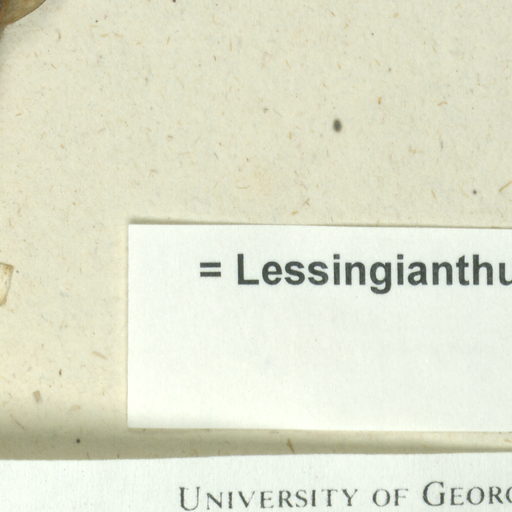 = Lessingianthu
UNIVERSITY OF GEORG